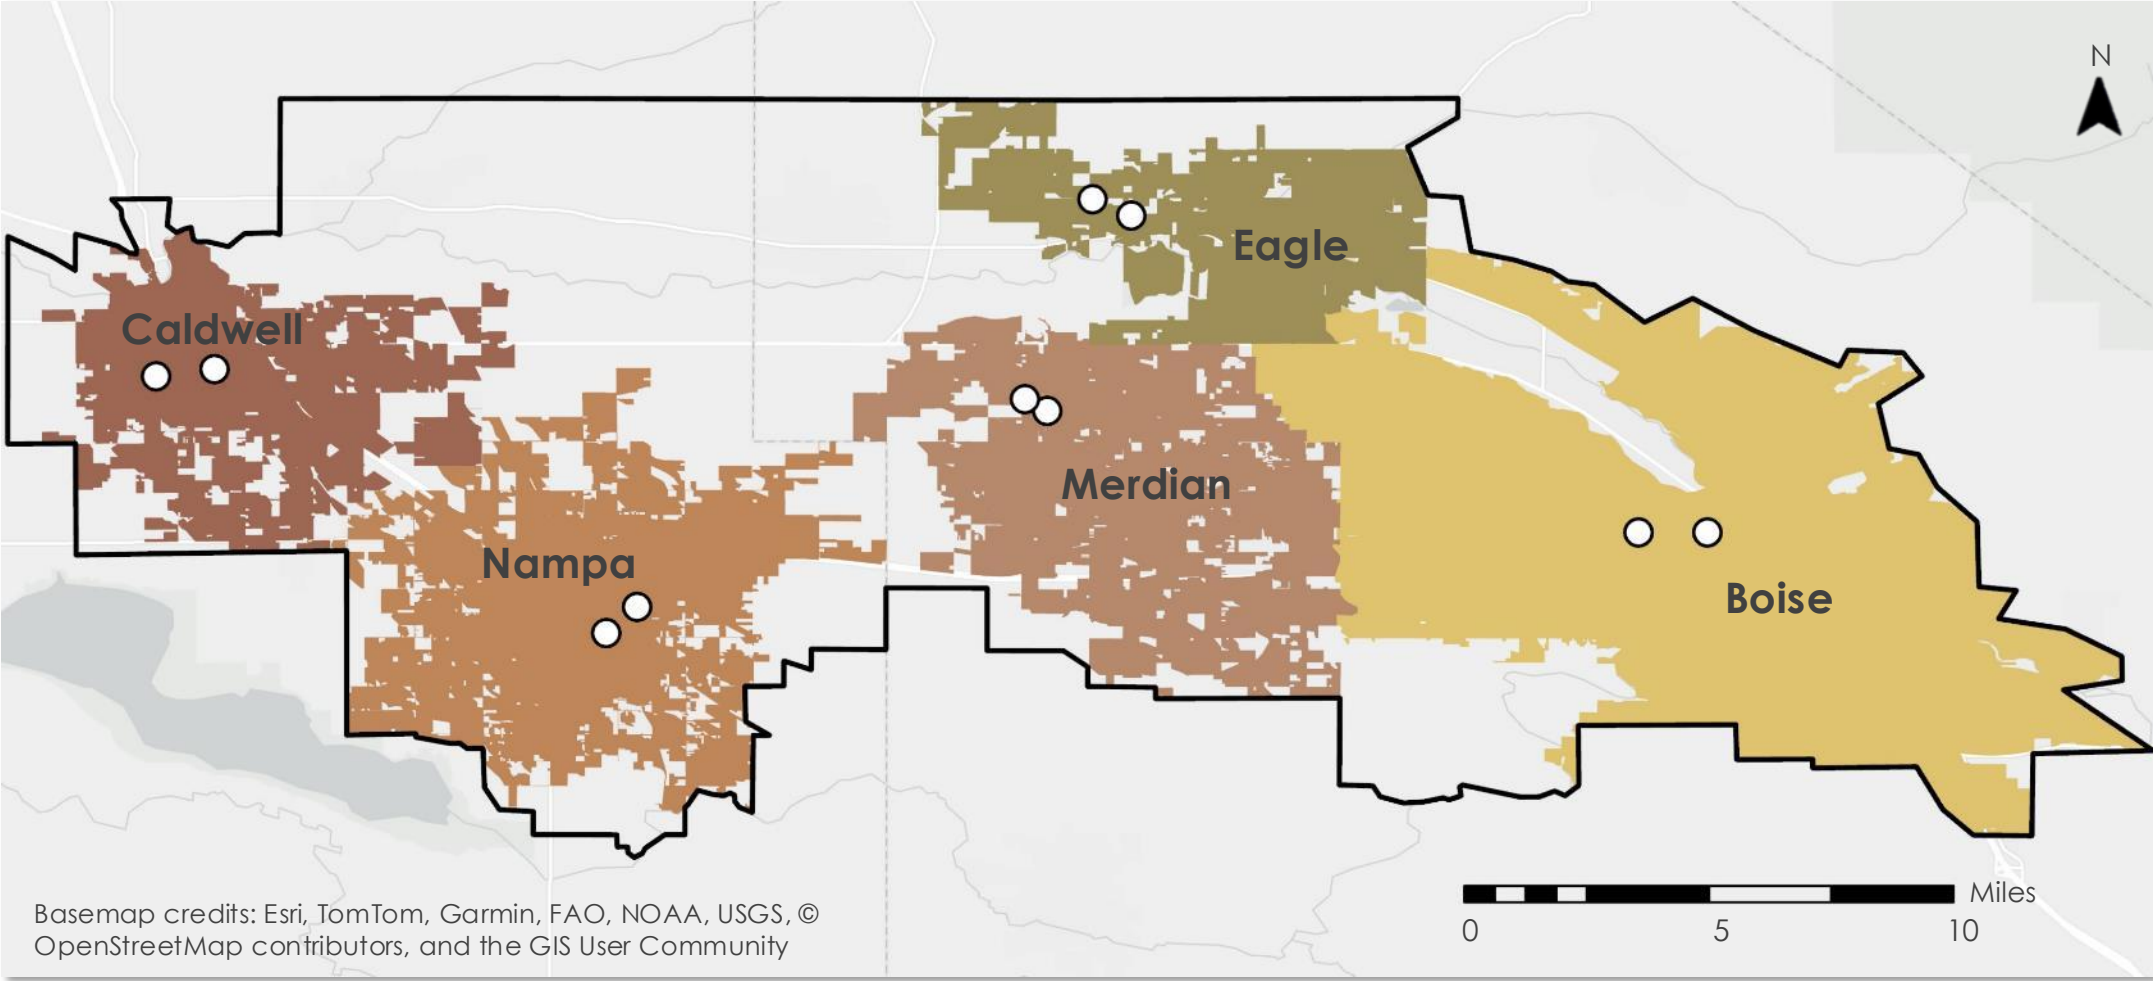 N
Eagle
Caldwell
Merdian
Nampa
Boise
Miles
0 5 10
Basemap credits: Esri, TomTom, Garmin, FAO, NOAA, USGS, ©
OpenStreetMap contributors, and the GIS User Community